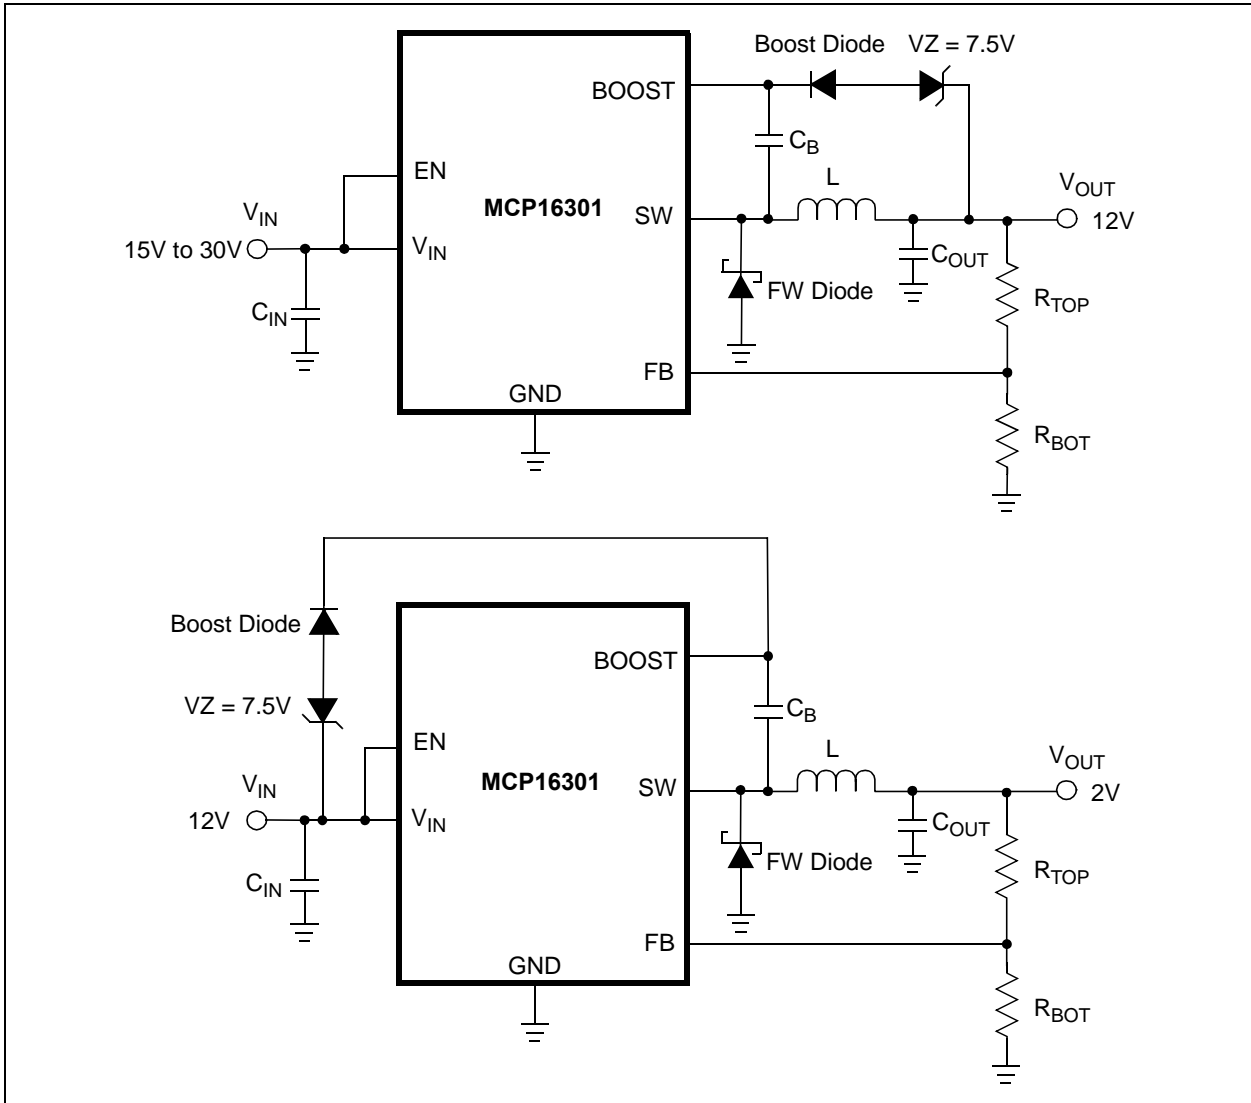 Boost Diode VZ = 7.5V
BOOST
C_B
EN
L
V_OUT
MCP16301
SW
V_IN
12V
15V to 30V
V_IN
C_OUT
FW Diode
R_TOP
C_IN
FB
GND
R_BOT
Boost Diode
BOOST
VZ = 7.5V
C_B
EN
L
V_OUT
MCP16301
SW
V_IN
2V
12V
V_IN
C_OUT
FW Diode
R_TOP
C_IN
FB
GND
R_BOT